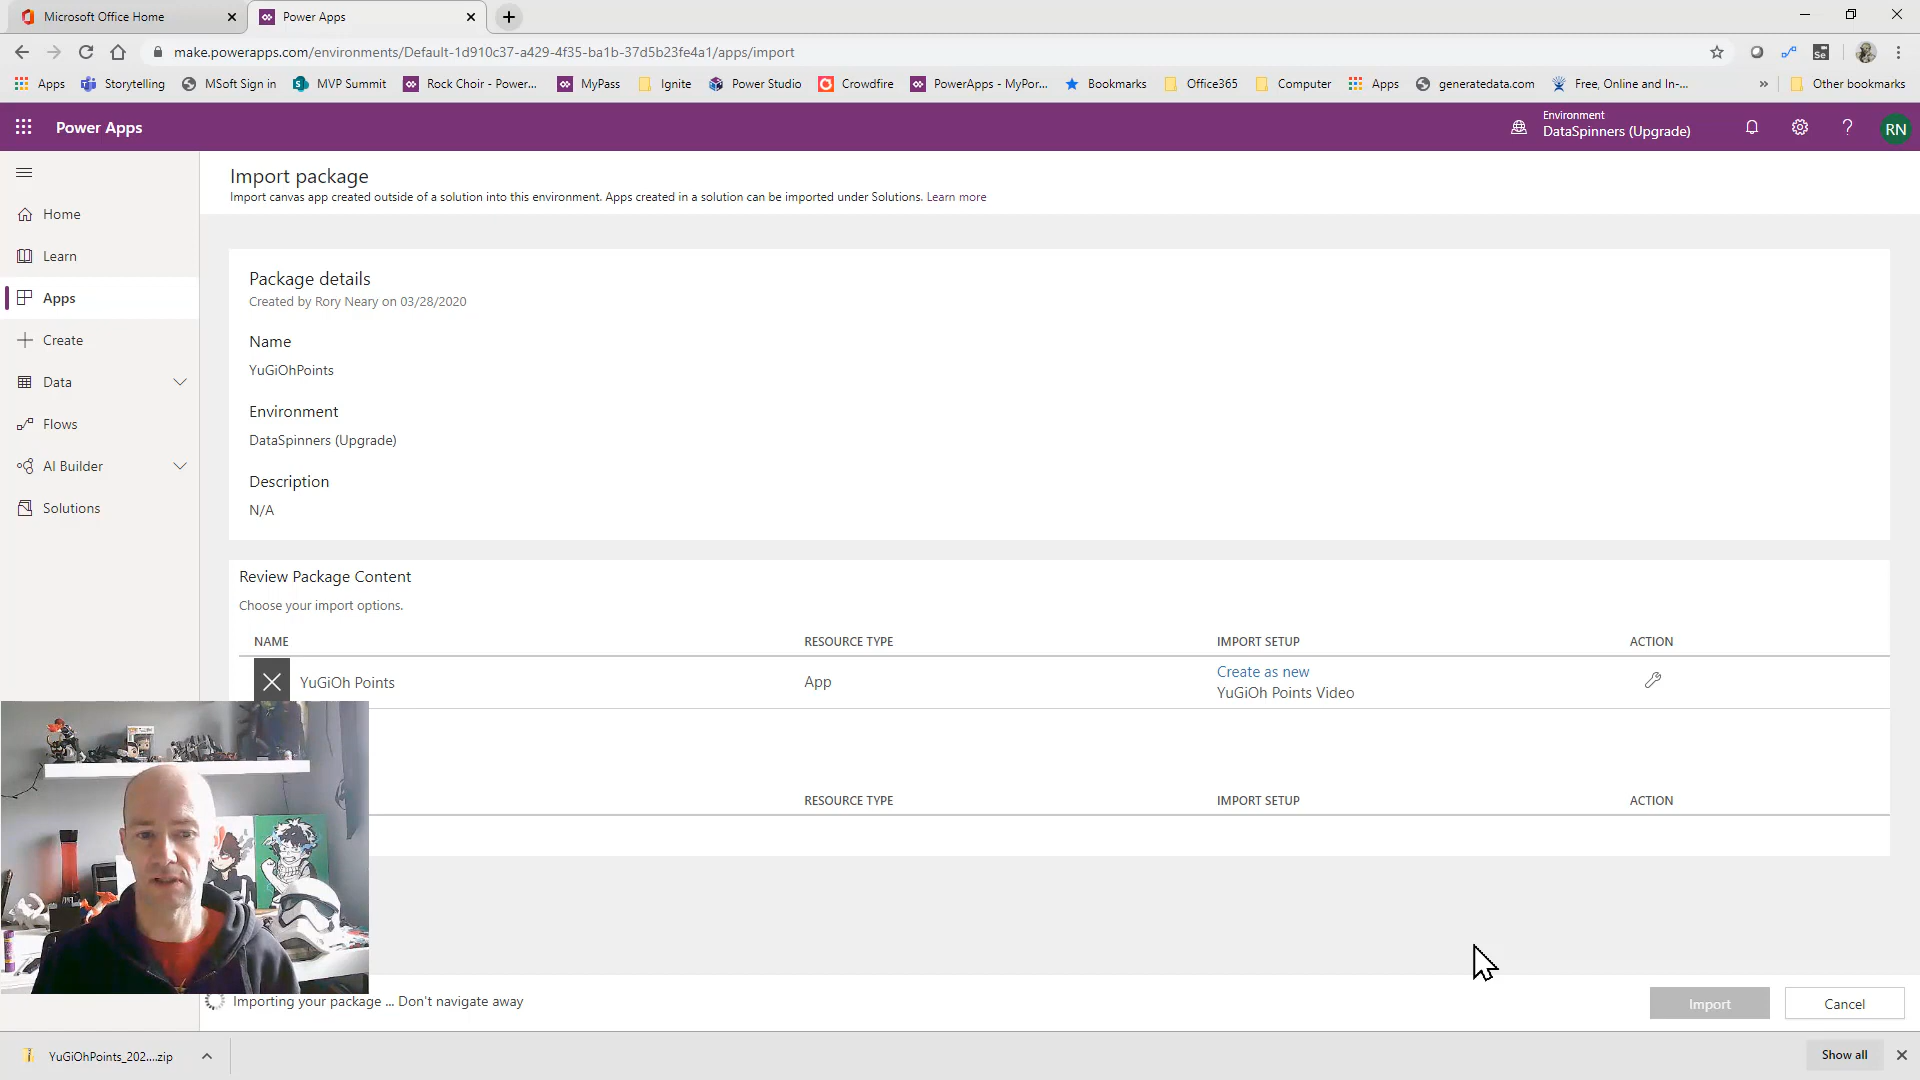 Microsoft Office Home
Power Apps
make.powerapps.com/environments/Default-1d910c37-a429-4f35-ba1b-37d5b23fe4a1/apps/import
Apps Storytelling MSoft Sign in MVP Summit Rock Choir - Power... MyPass Ignite Power Studio Crowdfire PowerApps - MyPor... Bookmarks Office365 Computer Apps generatedata.com Free, Online and In-... » Other bookmarks
Power Apps
Environment
DataSpinners (Upgrade)
?
RN
Import package
Import canvas app created outside of a solution into this environment. Apps created in a solution can be imported under Solutions. Learn more
Home
Learn
Apps
Create
Data
Flows
AI Builder
Solutions
Package details
Created by Rory Neary on 03/28/2020
Name
YuGiOhPoints
Environment
DataSpinners (Upgrade)
Description
N/A
Review Package Content
Choose your import options.
NAME RESOURCE TYPE IMPORT SETUP ACTION
YuGiOh Points App Create as new
YuGiOh Points Video
RESOURCE TYPE IMPORT SETUP ACTION
Importing your package ... Don't navigate away
Import Cancel
YuGiOhPoints_202....zip
Show all